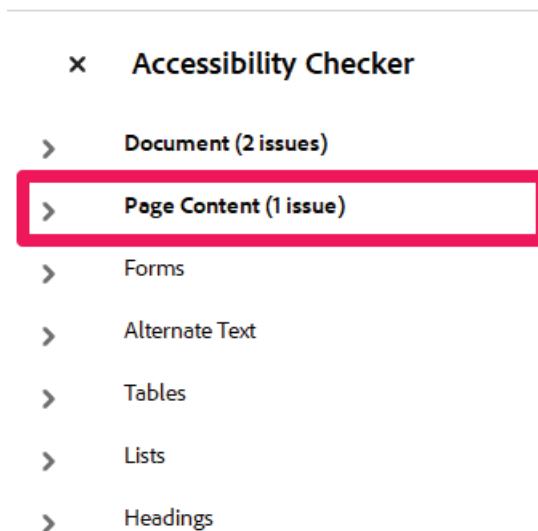 Accessibility Checker
Document (2 issues)
Page Content (1 issue)
Forms
Alternate Text
Tables
Lists
Headings